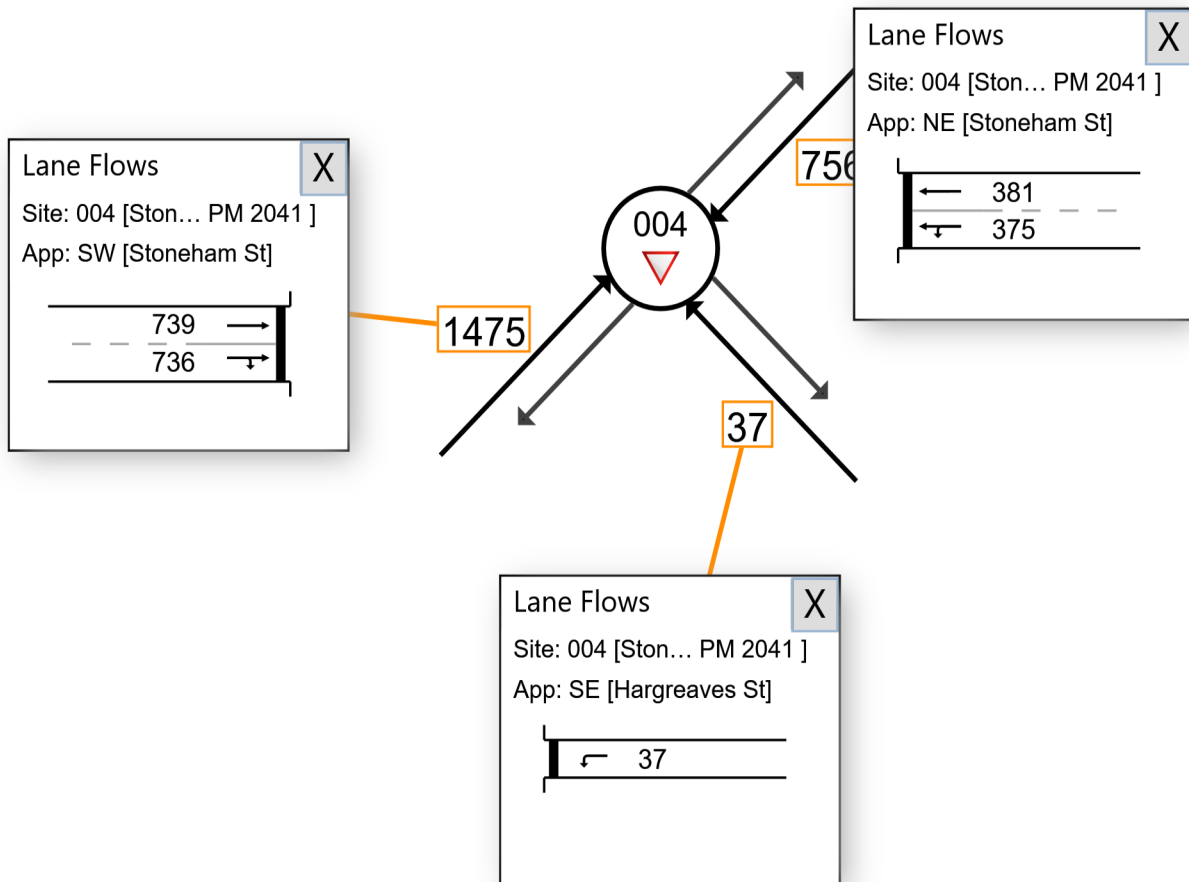 Lane Flows
X
Site: 004 [Ston... PM 2041 ]
App: SW [Stoneham St]
739
736
1475
004
756
Lane Flows
X
Site: 004 [Ston... PM 2041 ]
App: NE [Stoneham St]
381
375
37
Lane Flows
X
Site: 004 [Ston... PM 2041 ]
App: SE [Hargreaves St]
37